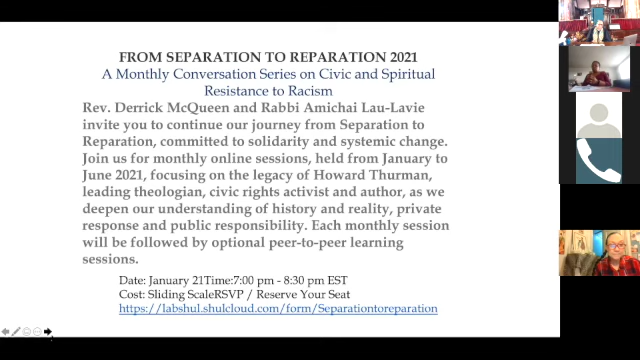 FROM SEPARATION TO REPARATION 2021
A Monthly Conversation Series on Civic and Spiritual
Resistance to Racism
Rev. Derrick McQueen and Rabbi Amichai Lau-Lavie
invite you to continue our journey from Separation to
Reparation, committed to solidarity and systemic change.
Join us for monthly online sessions, held from January to
June 2021, focusing on the legacy of Howard Thurman,
leading theologian, civic rights activist and author, as we
deepen our understanding of history and reality, private
response and public responsibility. Each monthly session
will be followed by optional peer-to-peer learning
sessions.
Date: January 21Time:7:00 pm - 8:30 pm EST
Cost: Sliding ScaleRSVP / Reserve Your Seat
https://labshul.shulcloud.com/form/Separationtoreparation